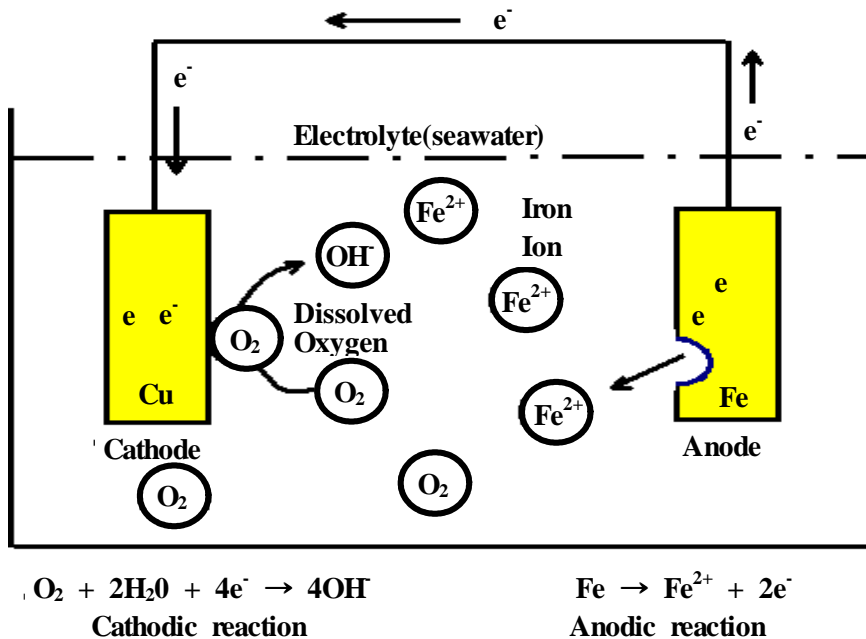 e⁻
e⁻
e⁻
Electrolyte(seawater)
Fe²⁺
Iron
Ion
OH⁻
Fe²⁺
e
e e⁻
Dissolved
Oxygen
e
O₂
Cu
O₂
Fe²⁺
Fe
Cathode
Anode
O₂
O₂
O₂ + 2H₂0 + 4e⁻ → 4OH⁻
Fe → Fe²⁺ + 2e⁻
Cathodic reaction
Anodic reaction